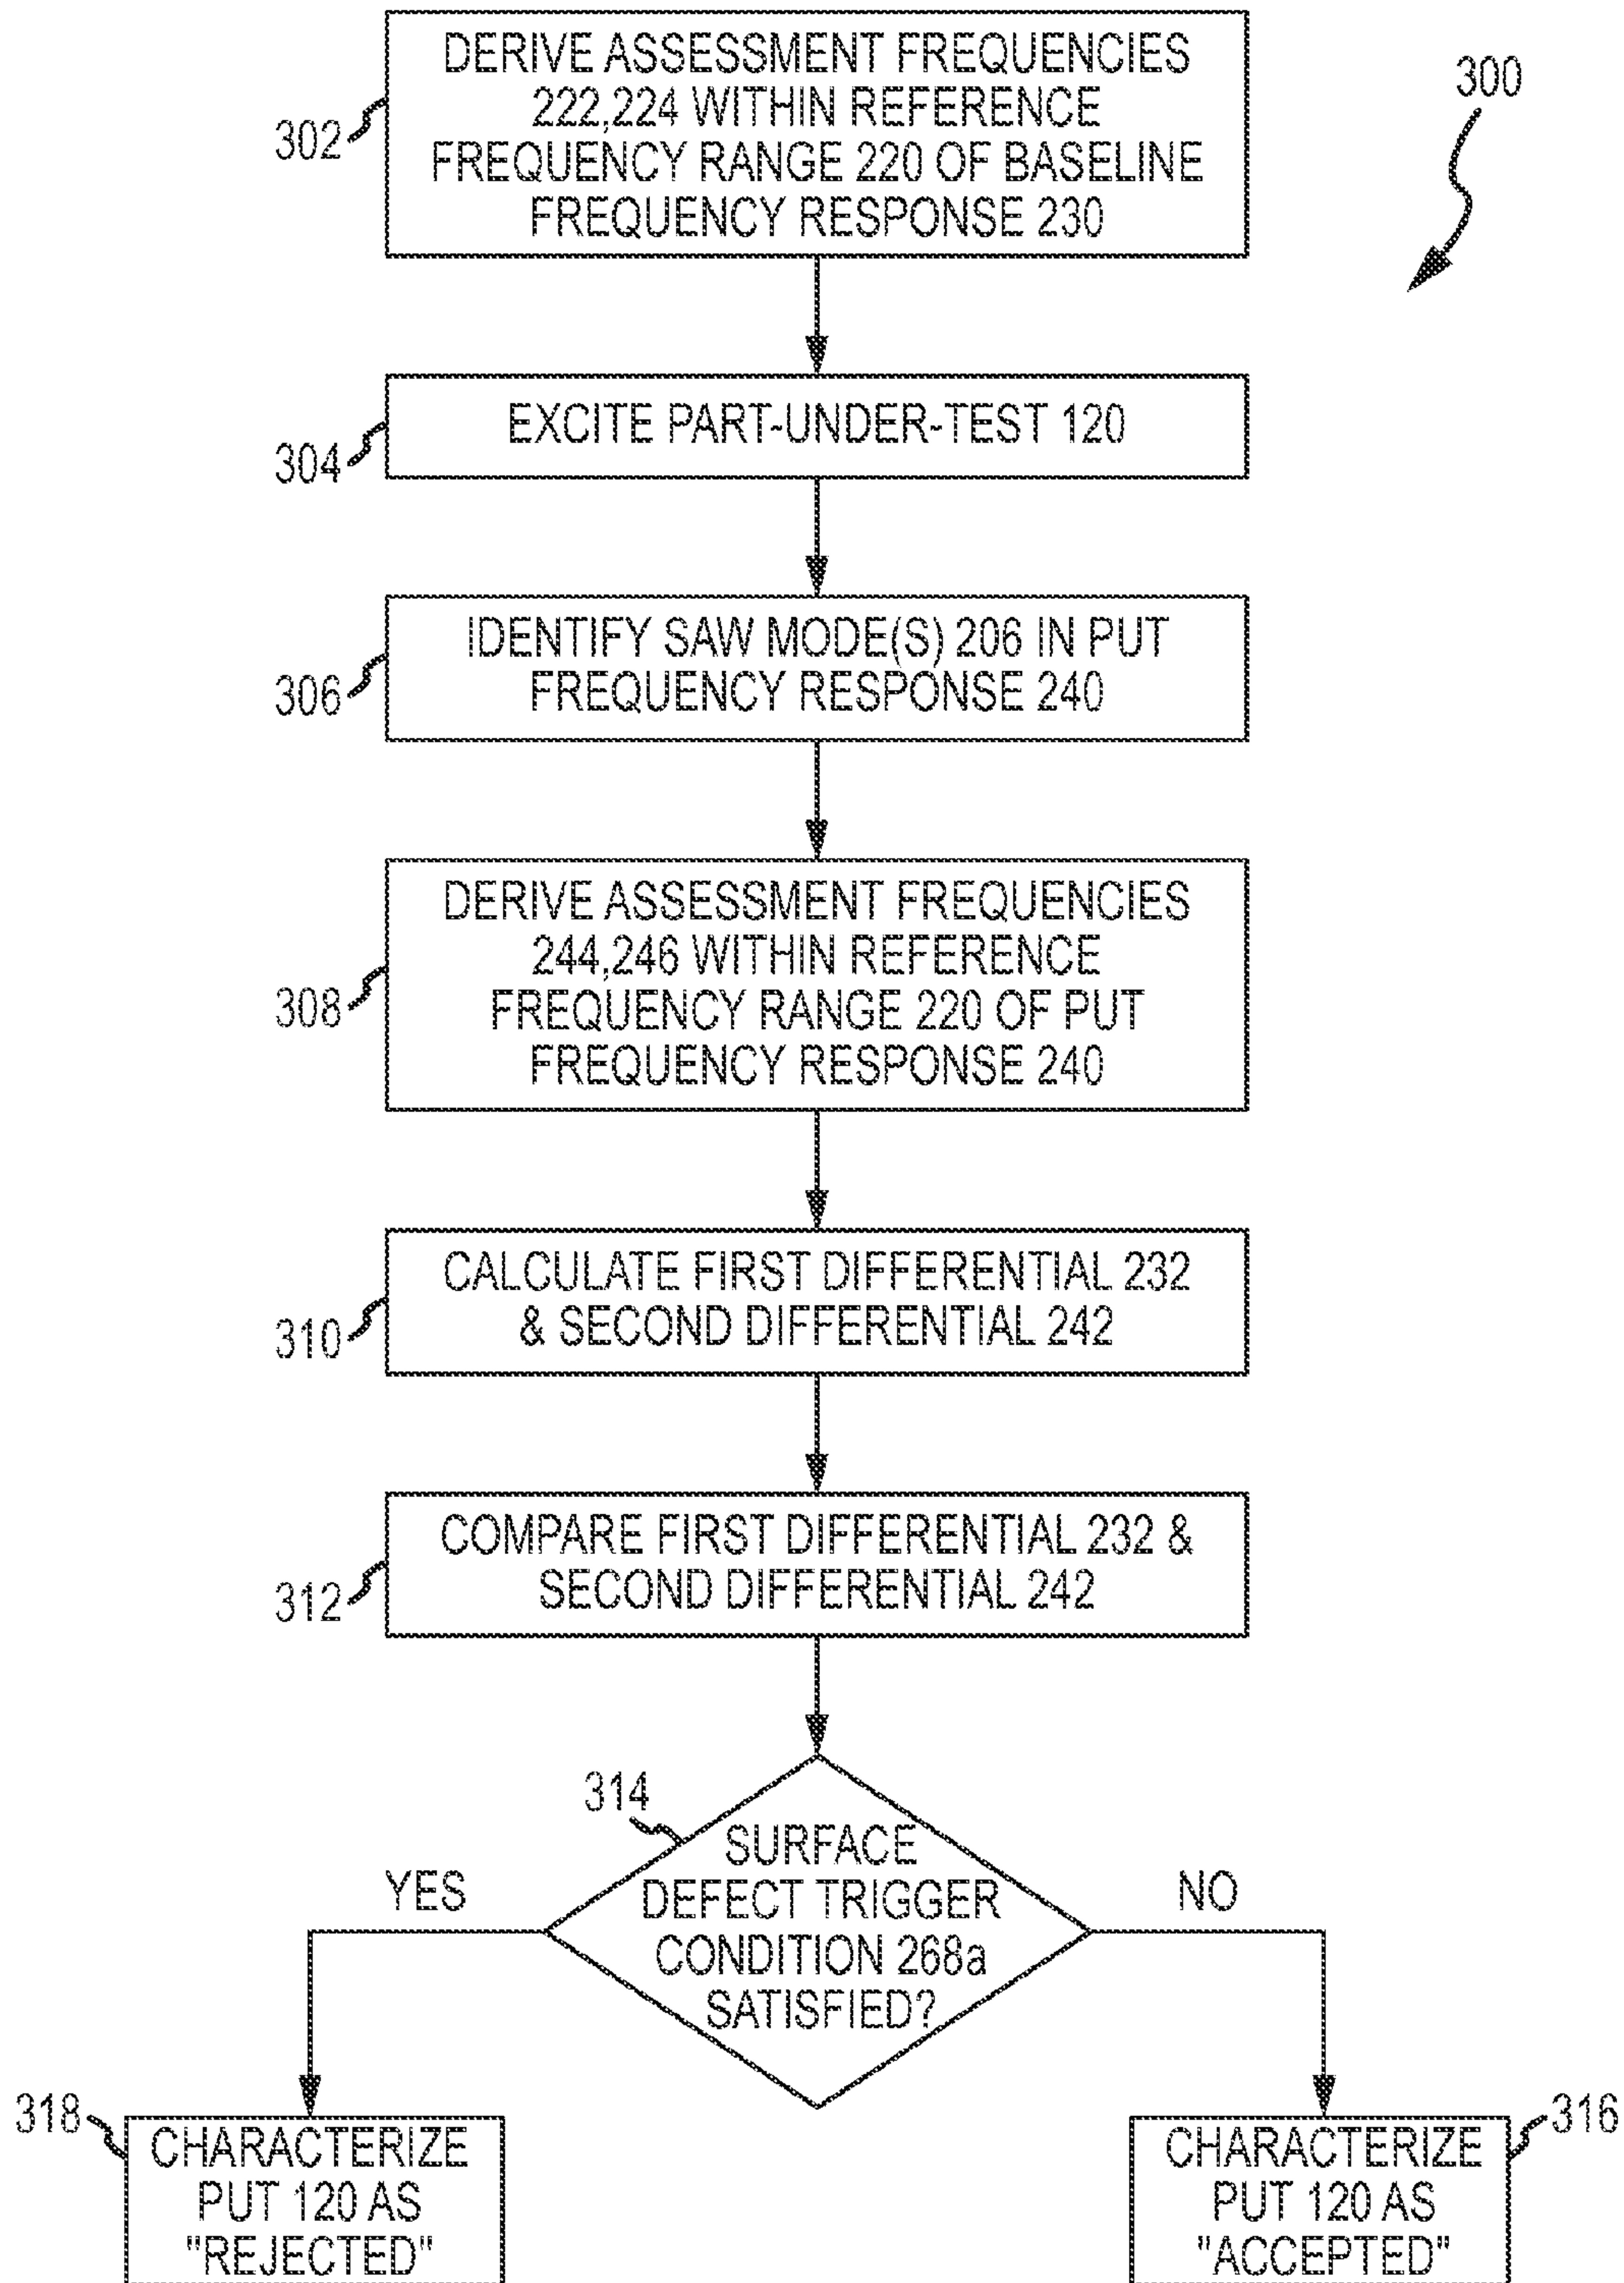 300
302
DERIVE ASSESSMENT FREQUENCIES
222,224 WITHIN REFERENCE
FREQUENCY RANGE 220 OF BASELINE
FREQUENCY RESPONSE 230
304
EXCITE PART-UNDER-TEST 120
306
IDENTIFY SAW MODE(S) 206 IN PUT
FREQUENCY RESPONSE 240
308
DERIVE ASSESSMENT FREQUENCIES
244,246 WITHIN REFERENCE
FREQUENCY RANGE 220 OF PUT
FREQUENCY RESPONSE 240
310
CALCULATE FIRST DIFFERENTIAL 232
& SECOND DIFFERENTIAL 242
312
COMPARE FIRST DIFFERENTIAL 232 &
SECOND DIFFERENTIAL 242
314
SURFACE
DEFECT TRIGGER
CONDITION 268a
SATISFIED?
YES
NO
318
CHARACTERIZE
PUT 120 AS
"REJECTED"
316
CHARACTERIZE
PUT 120 AS
"ACCEPTED"